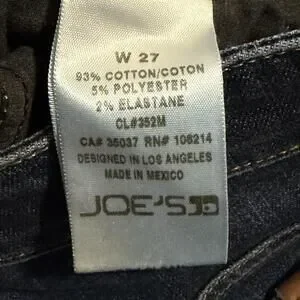 W 27
93% COTTON/COTON
5% POLYESTER
2% ELASTANE
CL#352M
CA# 35037 RN# 106214
DESIGNED IN LOS ANGELES
MADE IN MEXICO
JOE'S